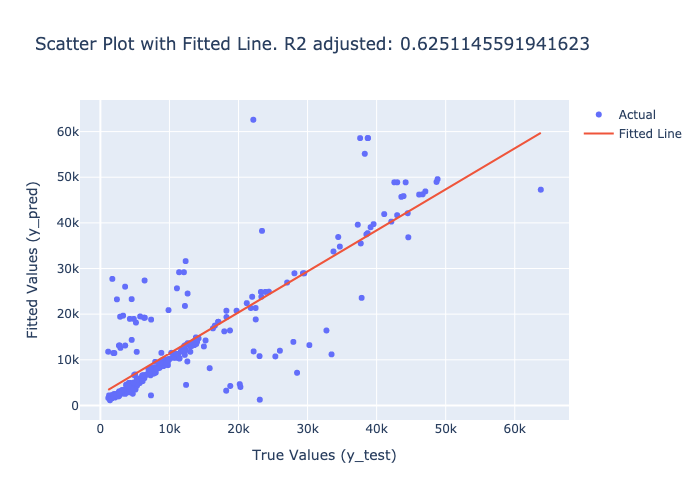 Scatter Plot with Fitted Line. R2 adjusted: 0.6251145591941623
Actual
Fitted Line
60k
50k
40k
30k
20k
10k
0
Fitted Values (y_pred)
0 10k 20k 30k 40k 50k 60k
True Values (y_test)